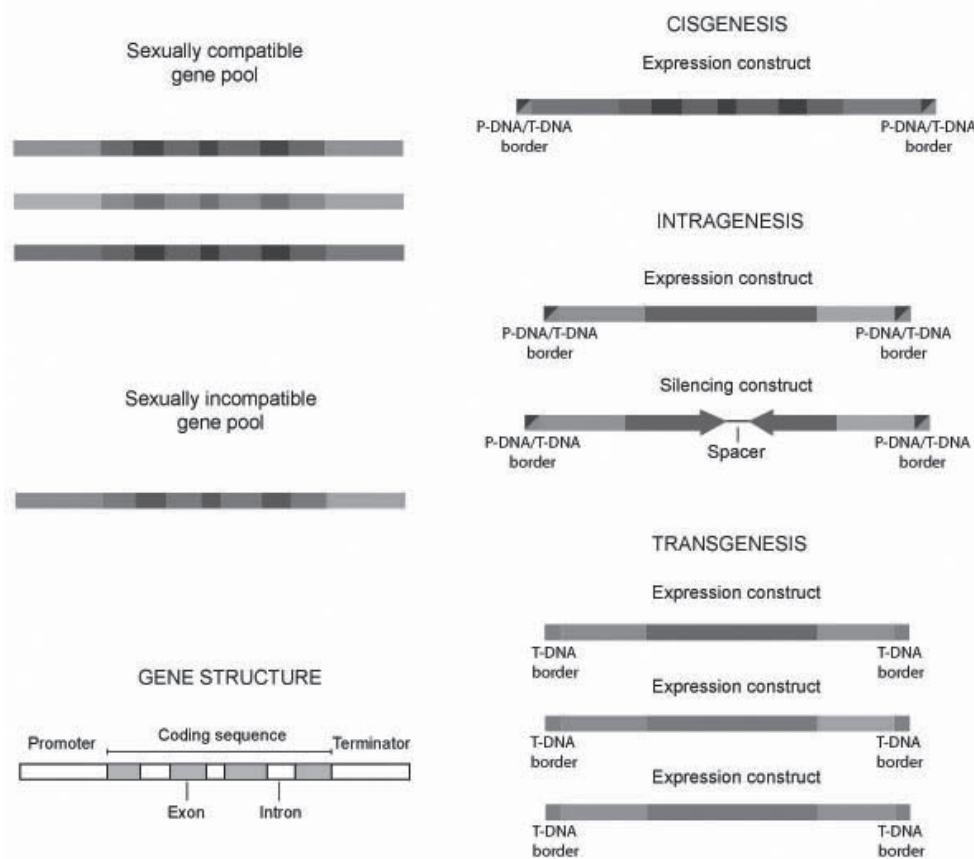 Sexually compatible
gene pool
Sexually incompatible
gene pool
GENE STRUCTURE
Promoter
Coding sequence
Terminator
Exon
Intron
CISGENESIS
Expression construct
P-DNA/T-DNA
border
P-DNA/T-DNA
border
INTRAGENESIS
Expression construct
P-DNA/T-DNA
border
P-DNA/T-DNA
border
Silencing construct
P-DNA/T-DNA
border
Spacer
P-DNA/T-DNA
border
TRANSGENESIS
Expression construct
T-DNA
border
T-DNA
border
Expression construct
T-DNA
border
T-DNA
border
Expression construct
T-DNA
border
T-DNA
border